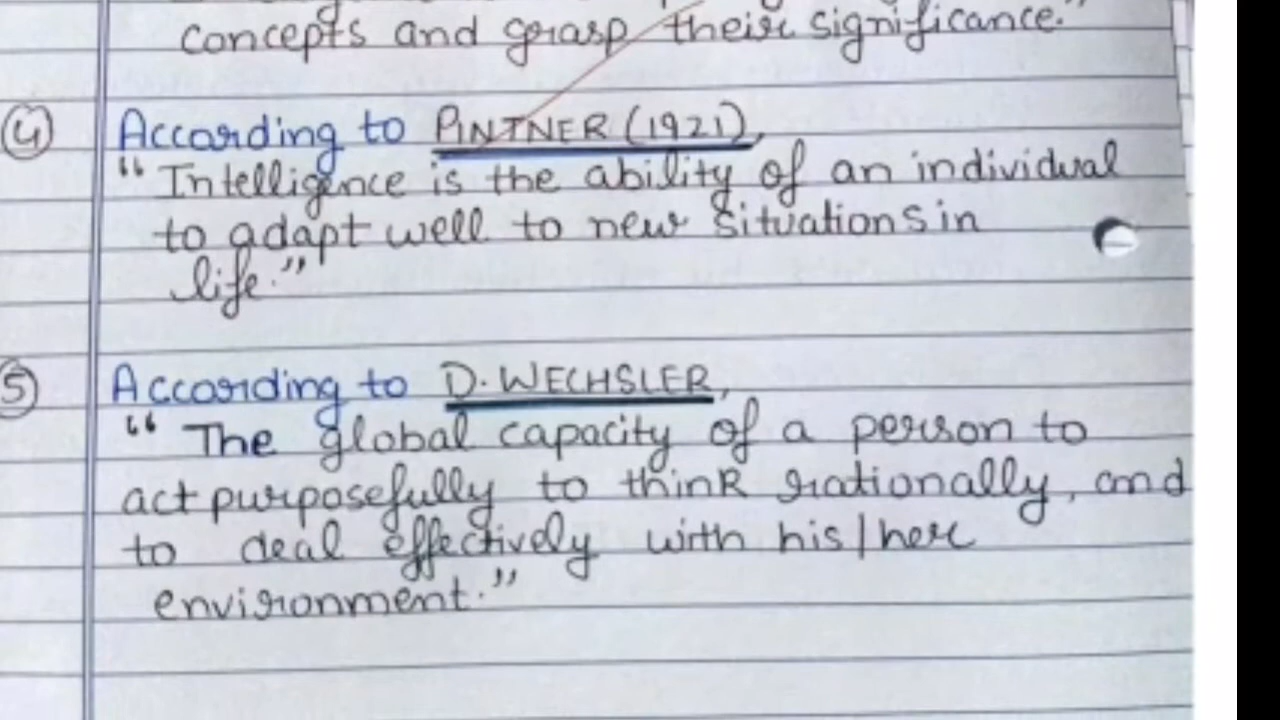 concepts and grasp their significance."
4 According to PINTNER (1921),
"Intelligence is the ability of an individual
to adapt well to new situations in
life."
5 According to D. WECHSLER,
"The global capacity of a person to
act purposefully to think rationally, and
to deal effectively with his/her
environment."